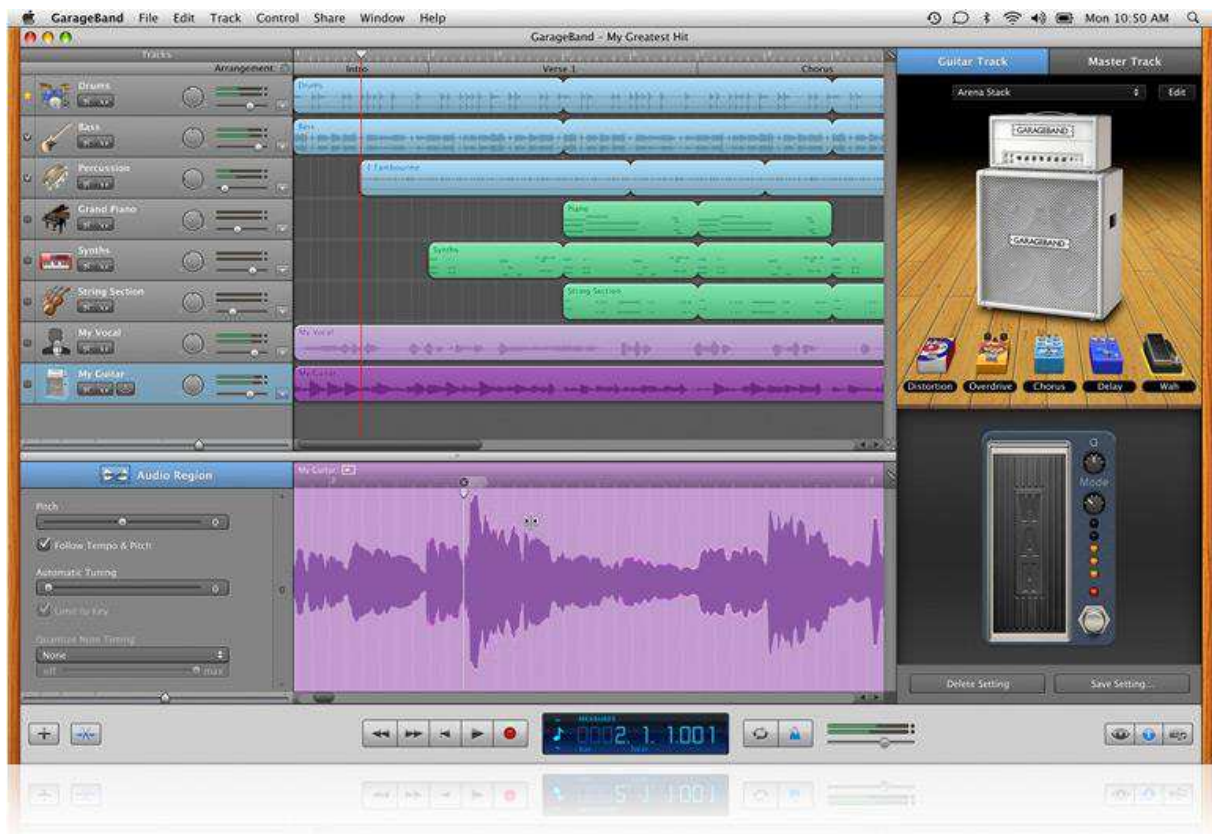 GarageBand File Edit Track Control Share Window Help Mon 10:50 AM
GarageBand - My Greatest Hit
Tracks
Arrangement:
Intro Verse 1 Chorus
Guitar Track Master Track
Arena Stack Edit
Drums
Drums
Bass
Bass
Percussion
Tambourine
Grand Piano
Piano
Synths
Synths
String Section
String Section
My Vocal
My Vocal
My Guitar
My Guitar
GARAGEBAND
GARAGEBAND
Distortion Overdrive Chorus Delay Wah
Audio Region
My Guitar
Pitch
0
Follow Tempo & Pitch
Automatic Tuning
0
Limit to Key
Quantize Note Timing
None
off max
Q
Mode
WAH
Delete Setting Save Setting...
MEASURES
2. 1. 1.001